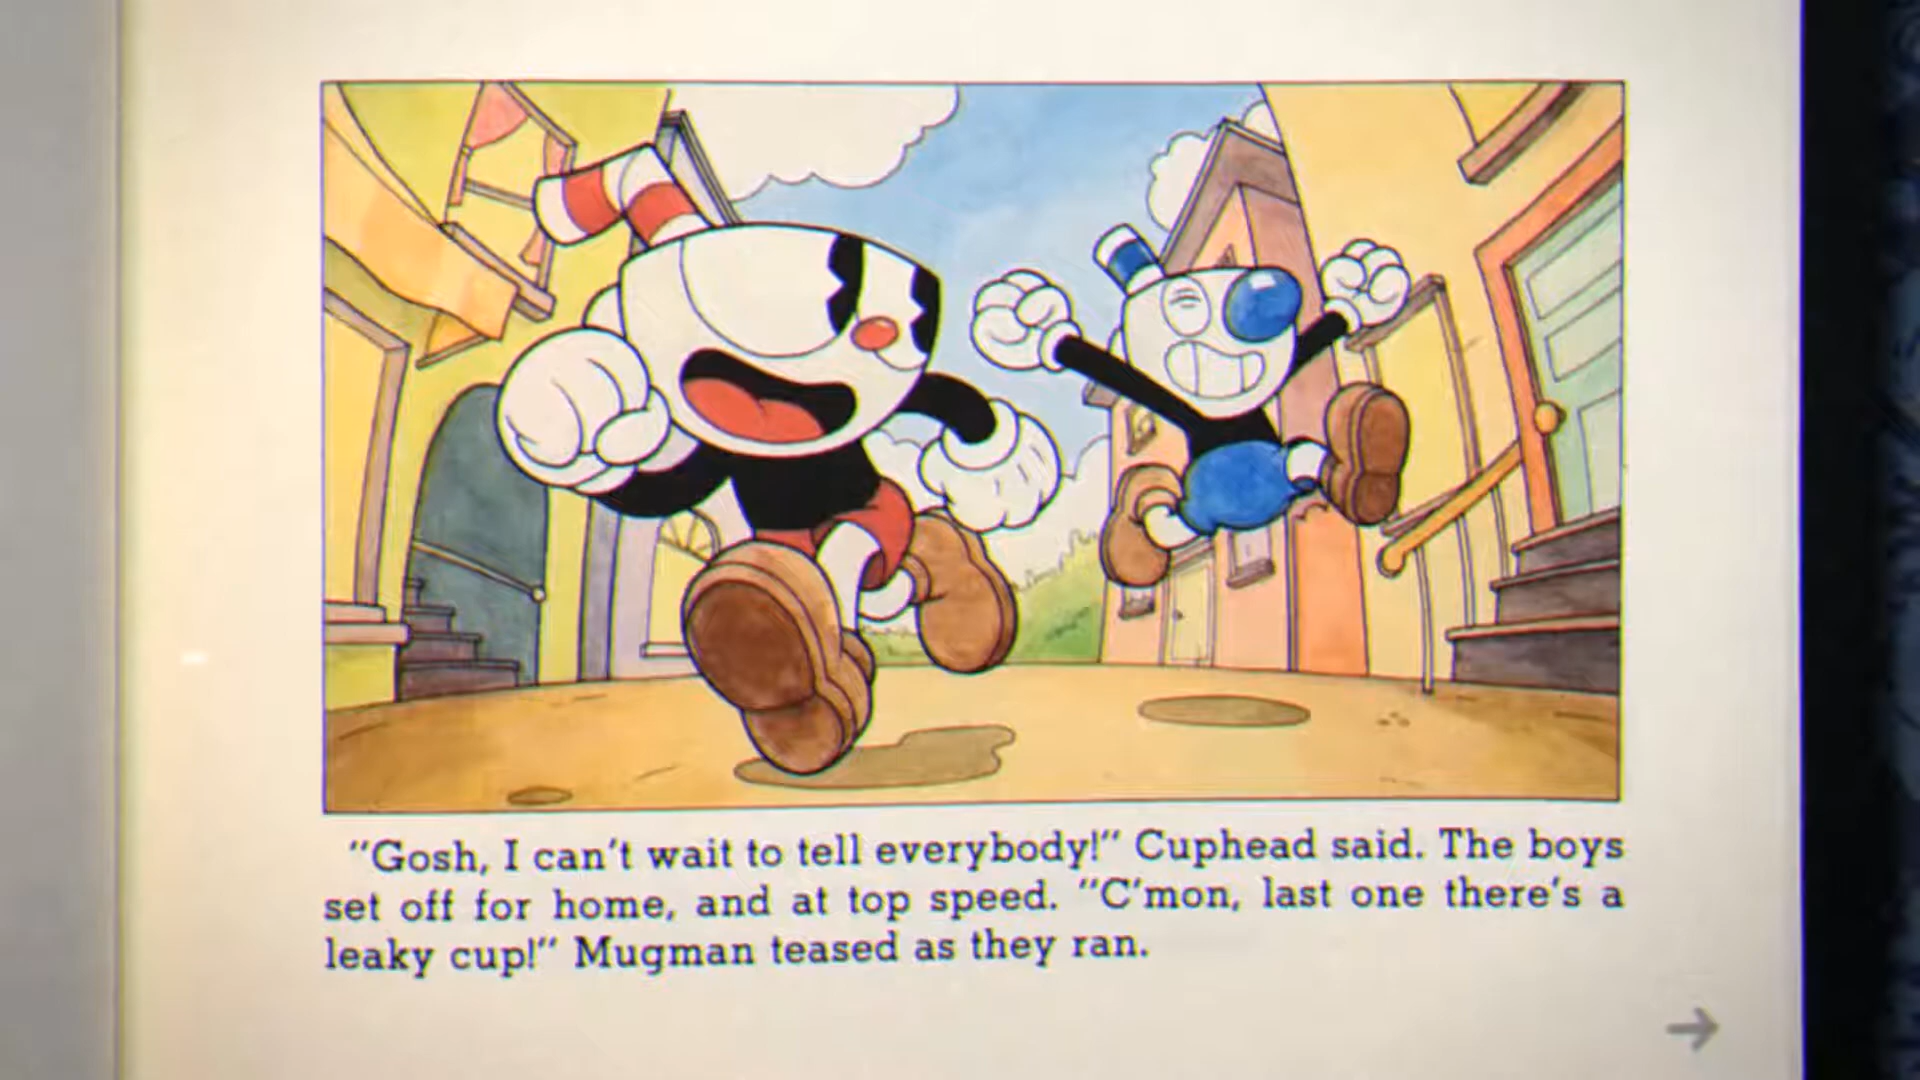 "Gosh, I can't wait to tell everybody!" Cuphead said. The boys
set off for home, and at top speed. "C'mon, last one there's a
leaky cup!" Mugman teased as they ran.